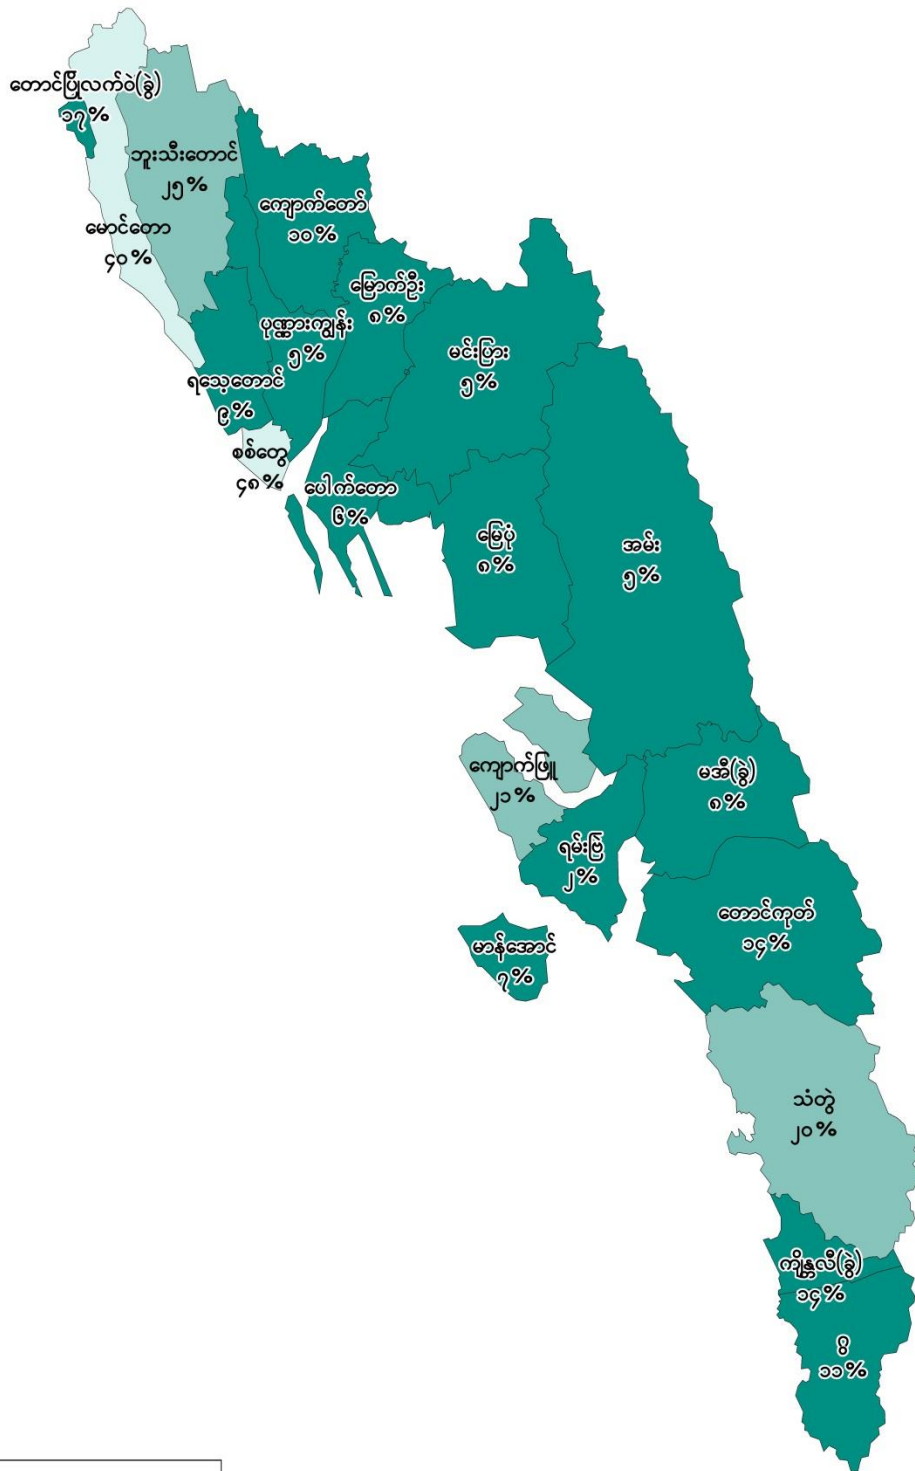 တောင်ပြိုလက်ဝဲ(ခွဲ)
၁၇%
ဘူးသီးတောင်
၂၅%
မောင်တော
၄၀%
ကျောက်တော်
၁၀%
မြောက်ဦး
၈%
ပုဏ္ဏားကျွန်း
၅%
မင်းပြား
၅%
ရသေ့တောင်
၉%
စစ်တွေ
၄၈%
ပေါက်တော
၆%
မြေပုံ
၈%
အမ်း
၅%
ကျောက်ဖြူ
၂၁%
မအီ(ခွဲ)
၈%
ရမ်းဗြဲ
၂%
တောင်ကုတ်
၁၄%
မာန်အောင်
၇%
သံတွဲ
၂၀%
ကျိန္တလီ(ခွဲ)
၁၄%
ဂွ
၁၁%